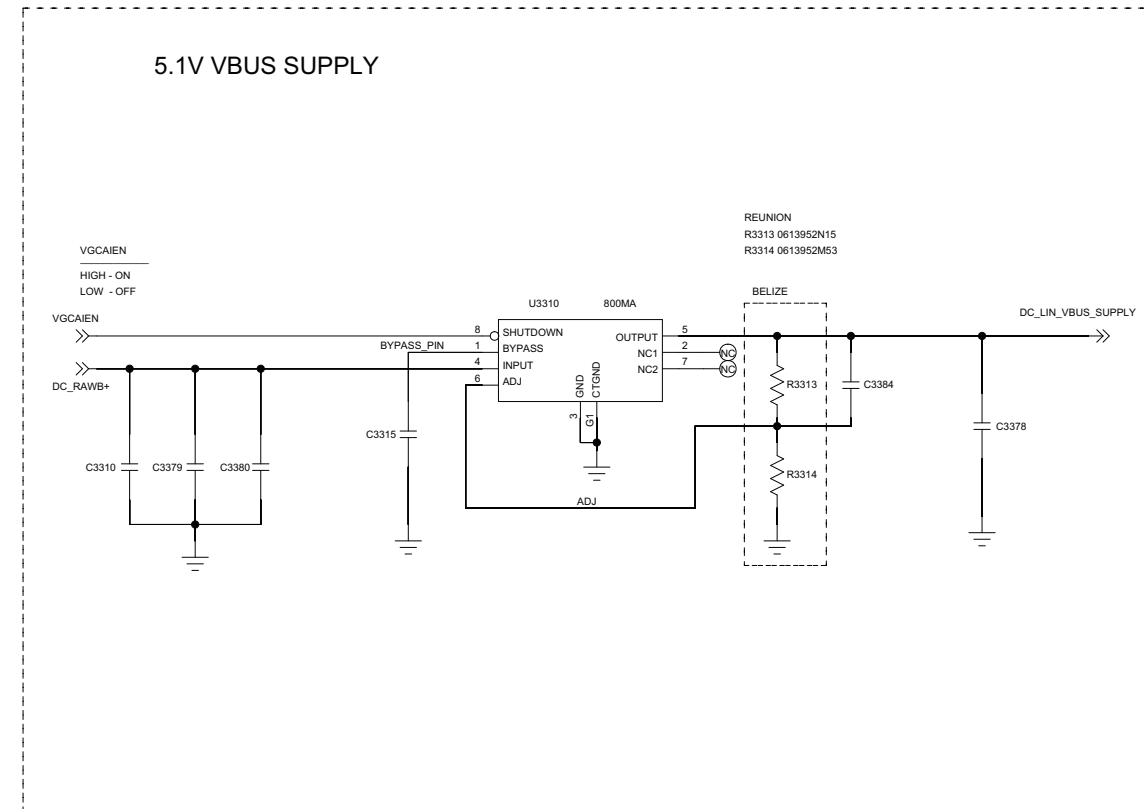 5.1V VBUS SUPPLY
REUNION
R3313 0613952N15
R3314 0613952M53
VGCAIEN
HIGH - ON
LOW - OFF
BELIZE
U3310 800MA
DC_LIN_VBUS_SUPPLY
VGCAIEN
8 SHUTDOWN
OUTPUT 5
BYPASS_PIN 1 BYPASS
NC1 2 NC
4 INPUT
NC2 7 NC
DC_RAWB+
6 ADJ
GND
CTGND
3
G1
R3313
C3384
C3315
C3378
C3310
C3379
C3380
R3314
ADJ